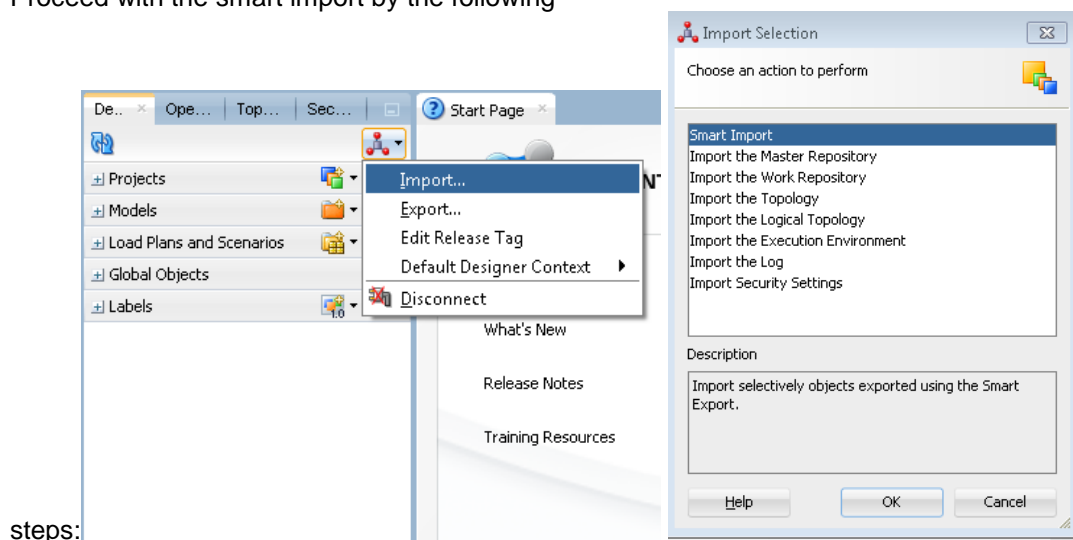 Proceed with the smart import by the following
De.. Ope... Top... Sec...
Start Page
Projects
Models
Load Plans and Scenarios
Global Objects
Labels
1.0
Import...
Export...
Edit Release Tag
Default Designer Context
Disconnect
NT
What's New
Release Notes
Training Resources
Import Selection
Choose an action to perform
Smart Import
Import the Master Repository
Import the Work Repository
Import the Topology
Import the Logical Topology
Import the Execution Environment
Import the Log
Import Security Settings
Description
Import selectively objects exported using the Smart
Export.
Help OK Cancel
steps: